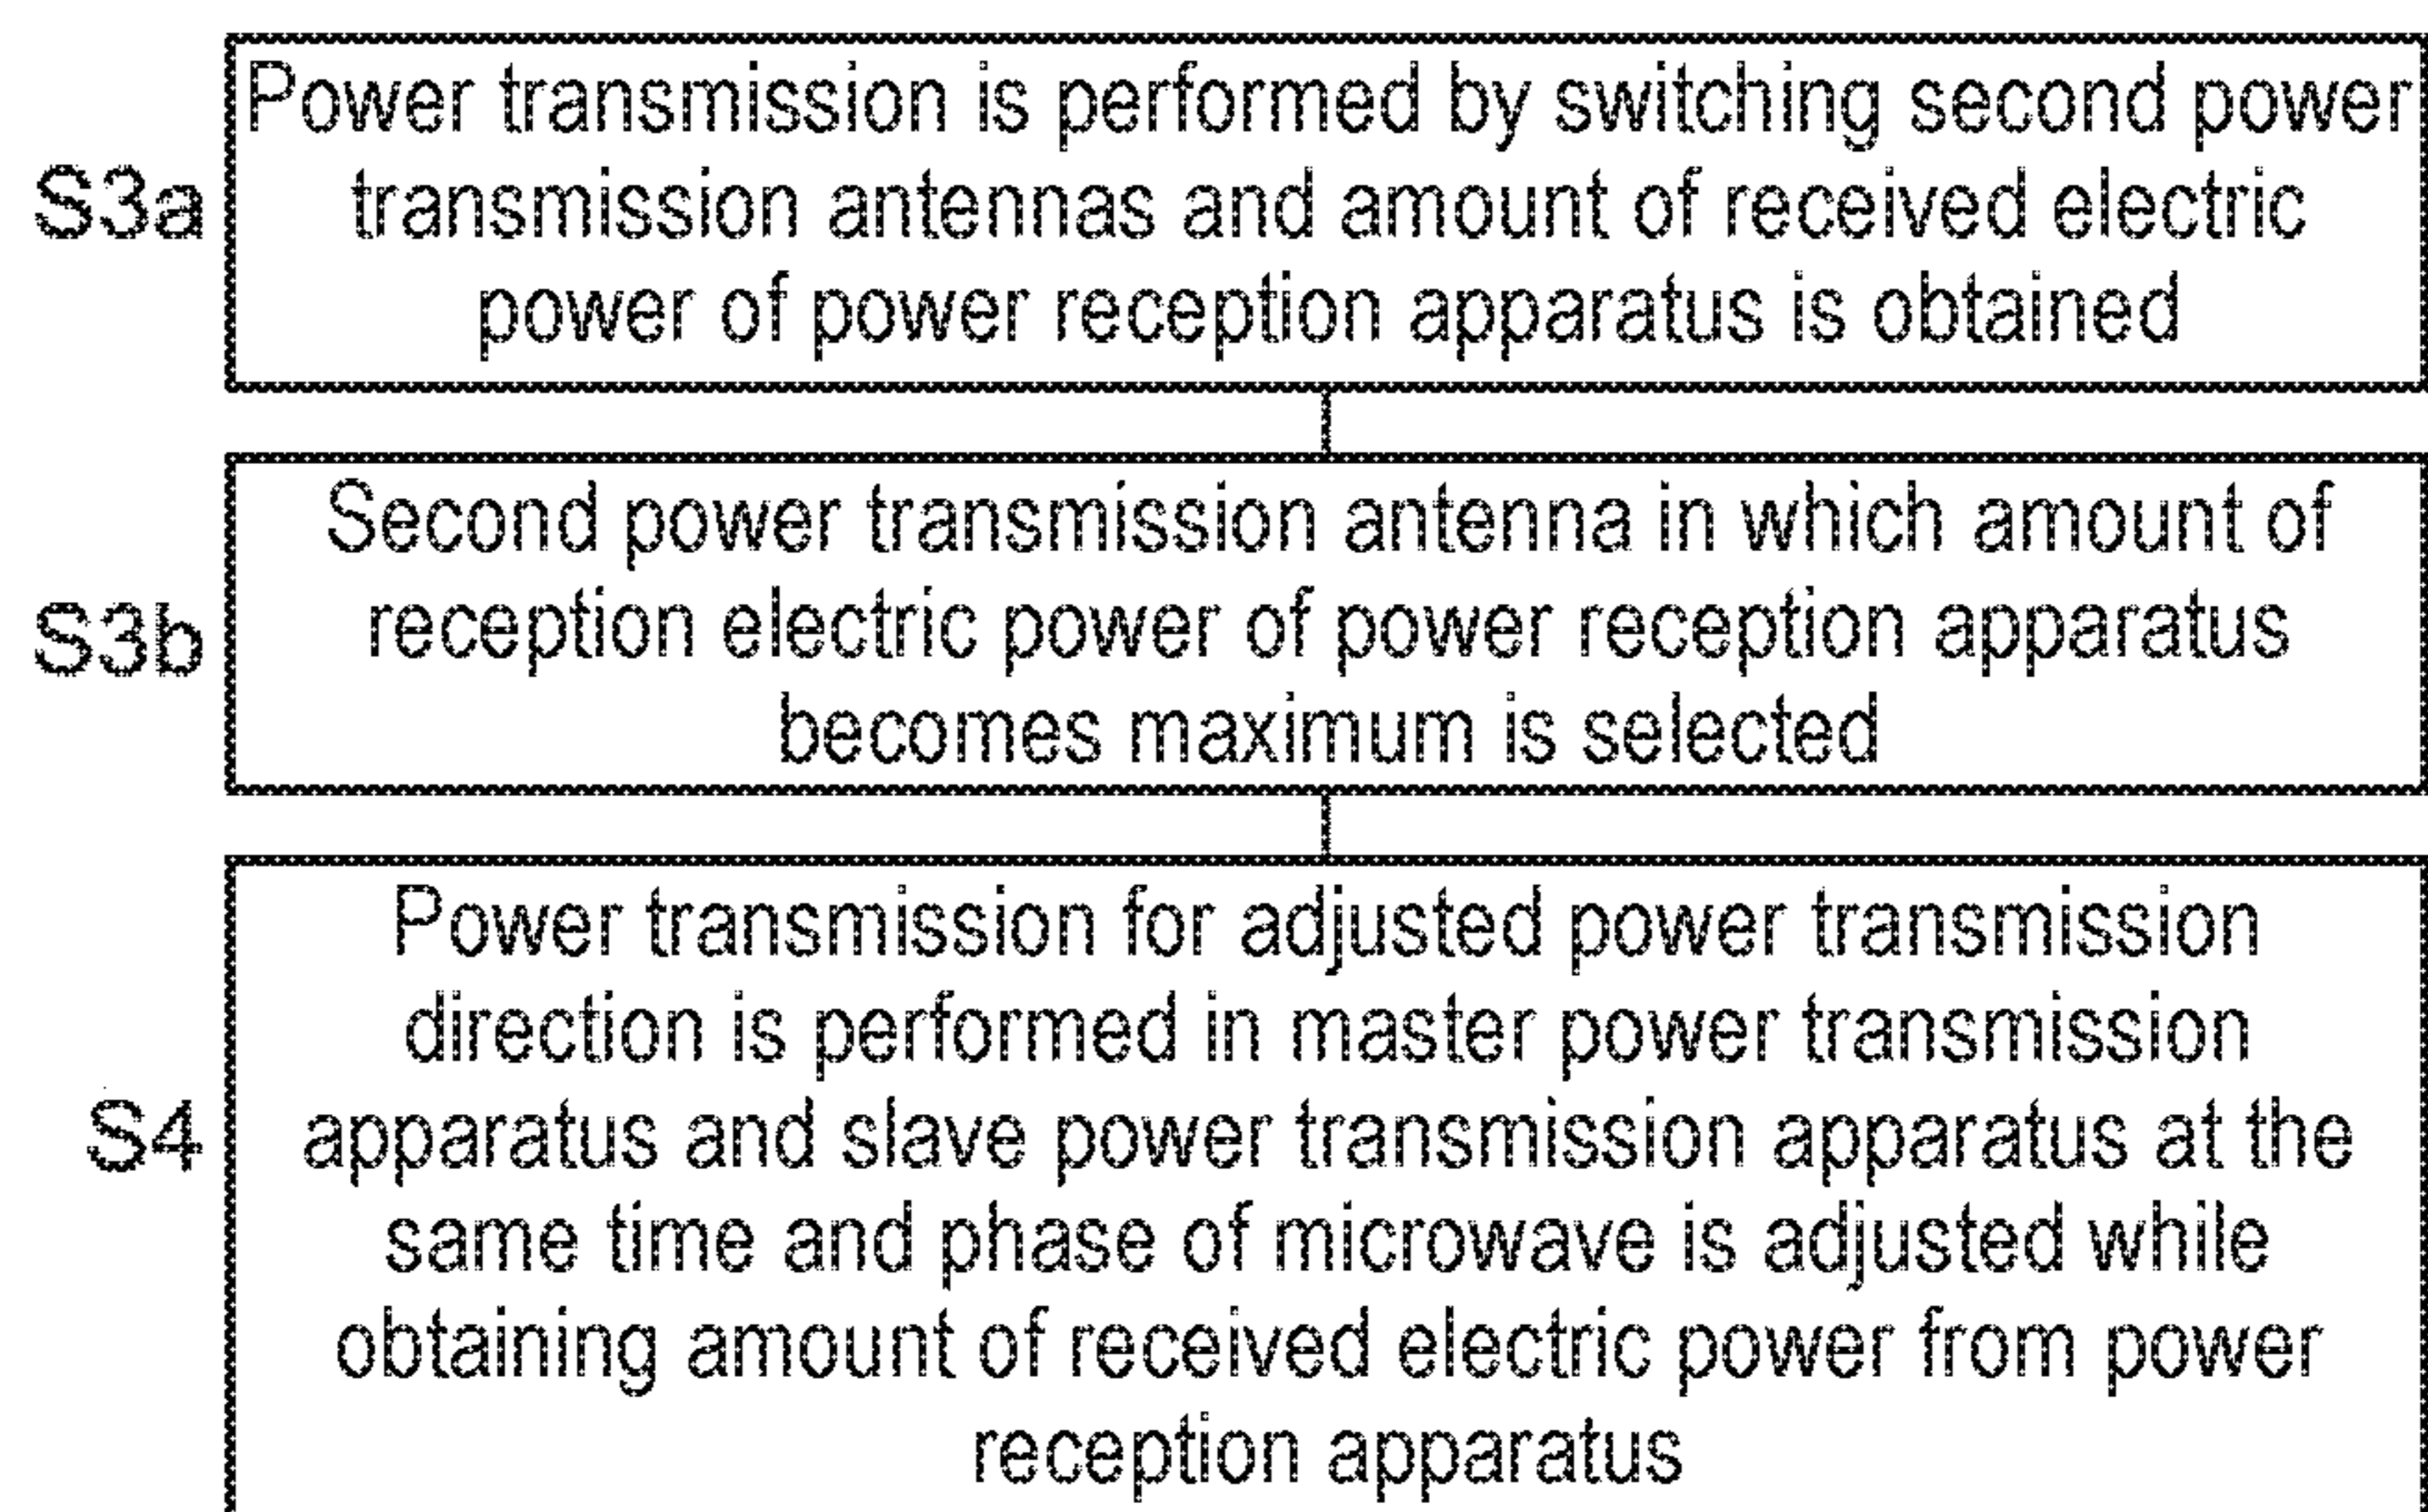 Power transmission is performed by switching second power
S3a
transmission antennas and amount of received electric
power of power reception apparatus is obtained
Second power transmission antenna in which amount of
S3b
reception electric power of power reception apparatus
becomes maximum is selected
Power transmission for adjusted power transmission
direction is performed in master power transmission
S4
apparatus and slave power transmission apparatus at the
same time and phase of microwave is adjusted while
obtaining amount of received electric power from power
reception apparatus